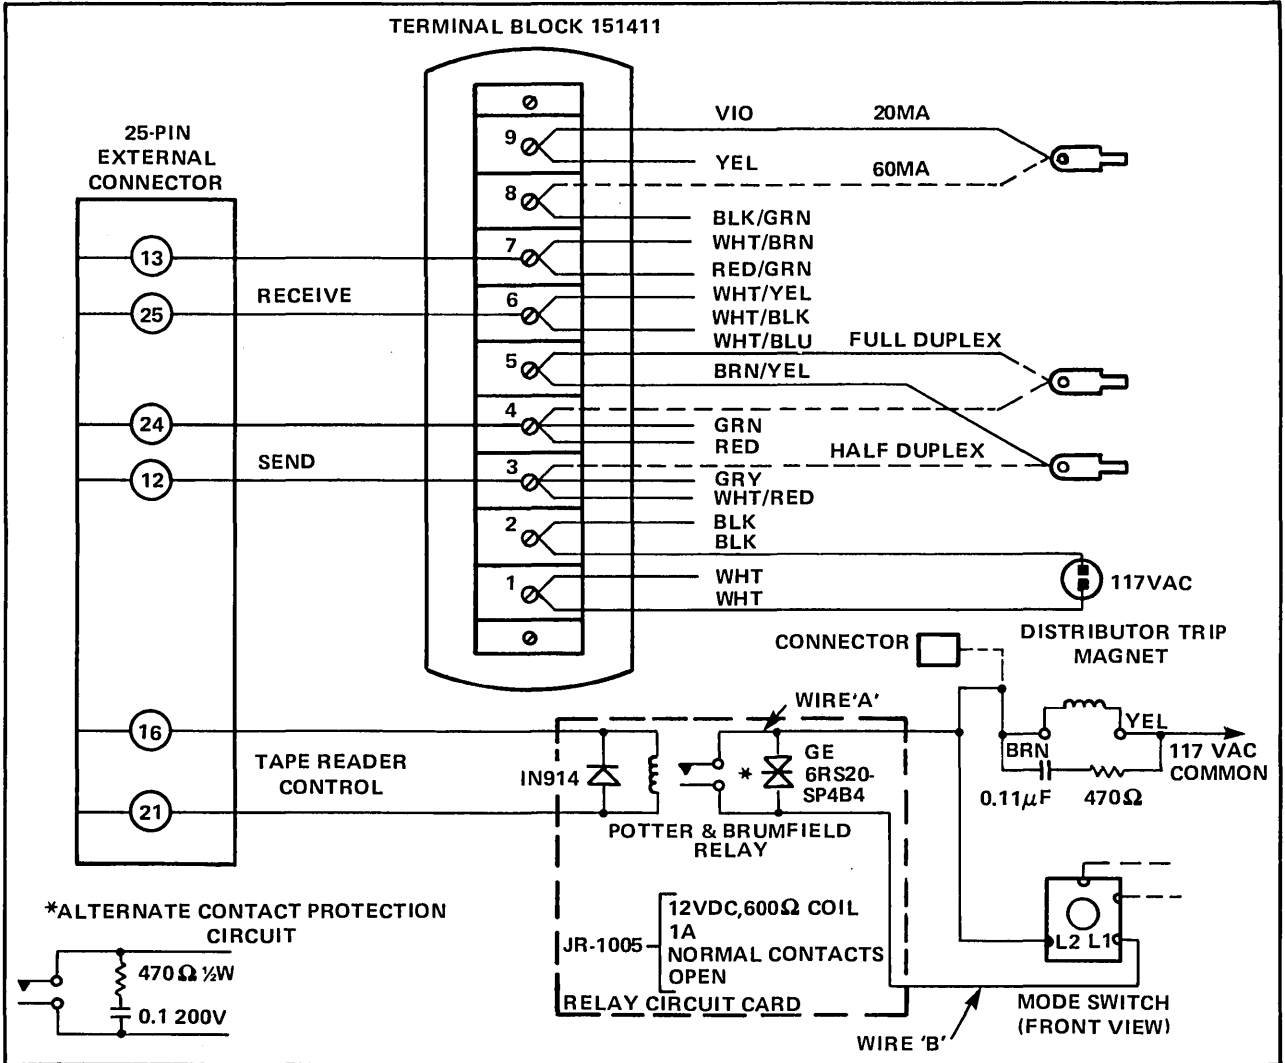 TERMINAL BLOCK 151411
25-PIN
EXTERNAL
CONNECTOR
9
VIO
20MA
YEL
60MA
8
BLK/GRN
WHT/BRN
7
13
RED/GRN
RECEIVE
WHT/YEL
6
25
WHT/BLK
WHT/BLU
FULL DUPLEX
5
BRN/YEL
4
24
GRN
RED
HALF DUPLEX
SEND
3
12
GRY
WHT/RED
2
BLK
BLK
1
WHT
WHT
117VAC
DISTRIBUTOR TRIP
MAGNET
CONNECTOR
WIRE 'A'
16
YEL
BRN
117 VAC
COMMON
0.11μF
470Ω
TAPE READER
CONTROL
IN914
*
GE
6RS20-
SP4B4
21
POTTER & BRUMFIELD
RELAY
*ALTERNATE CONTACT PROTECTION
CIRCUIT
470Ω ½W
0.1 200V
JR-1005
12VDC,600Ω COIL
1A
NORMAL CONTACTS
OPEN
RELAY CIRCUIT CARD
L2 L1
MODE SWITCH
(FRONT VIEW)
WIRE 'B'